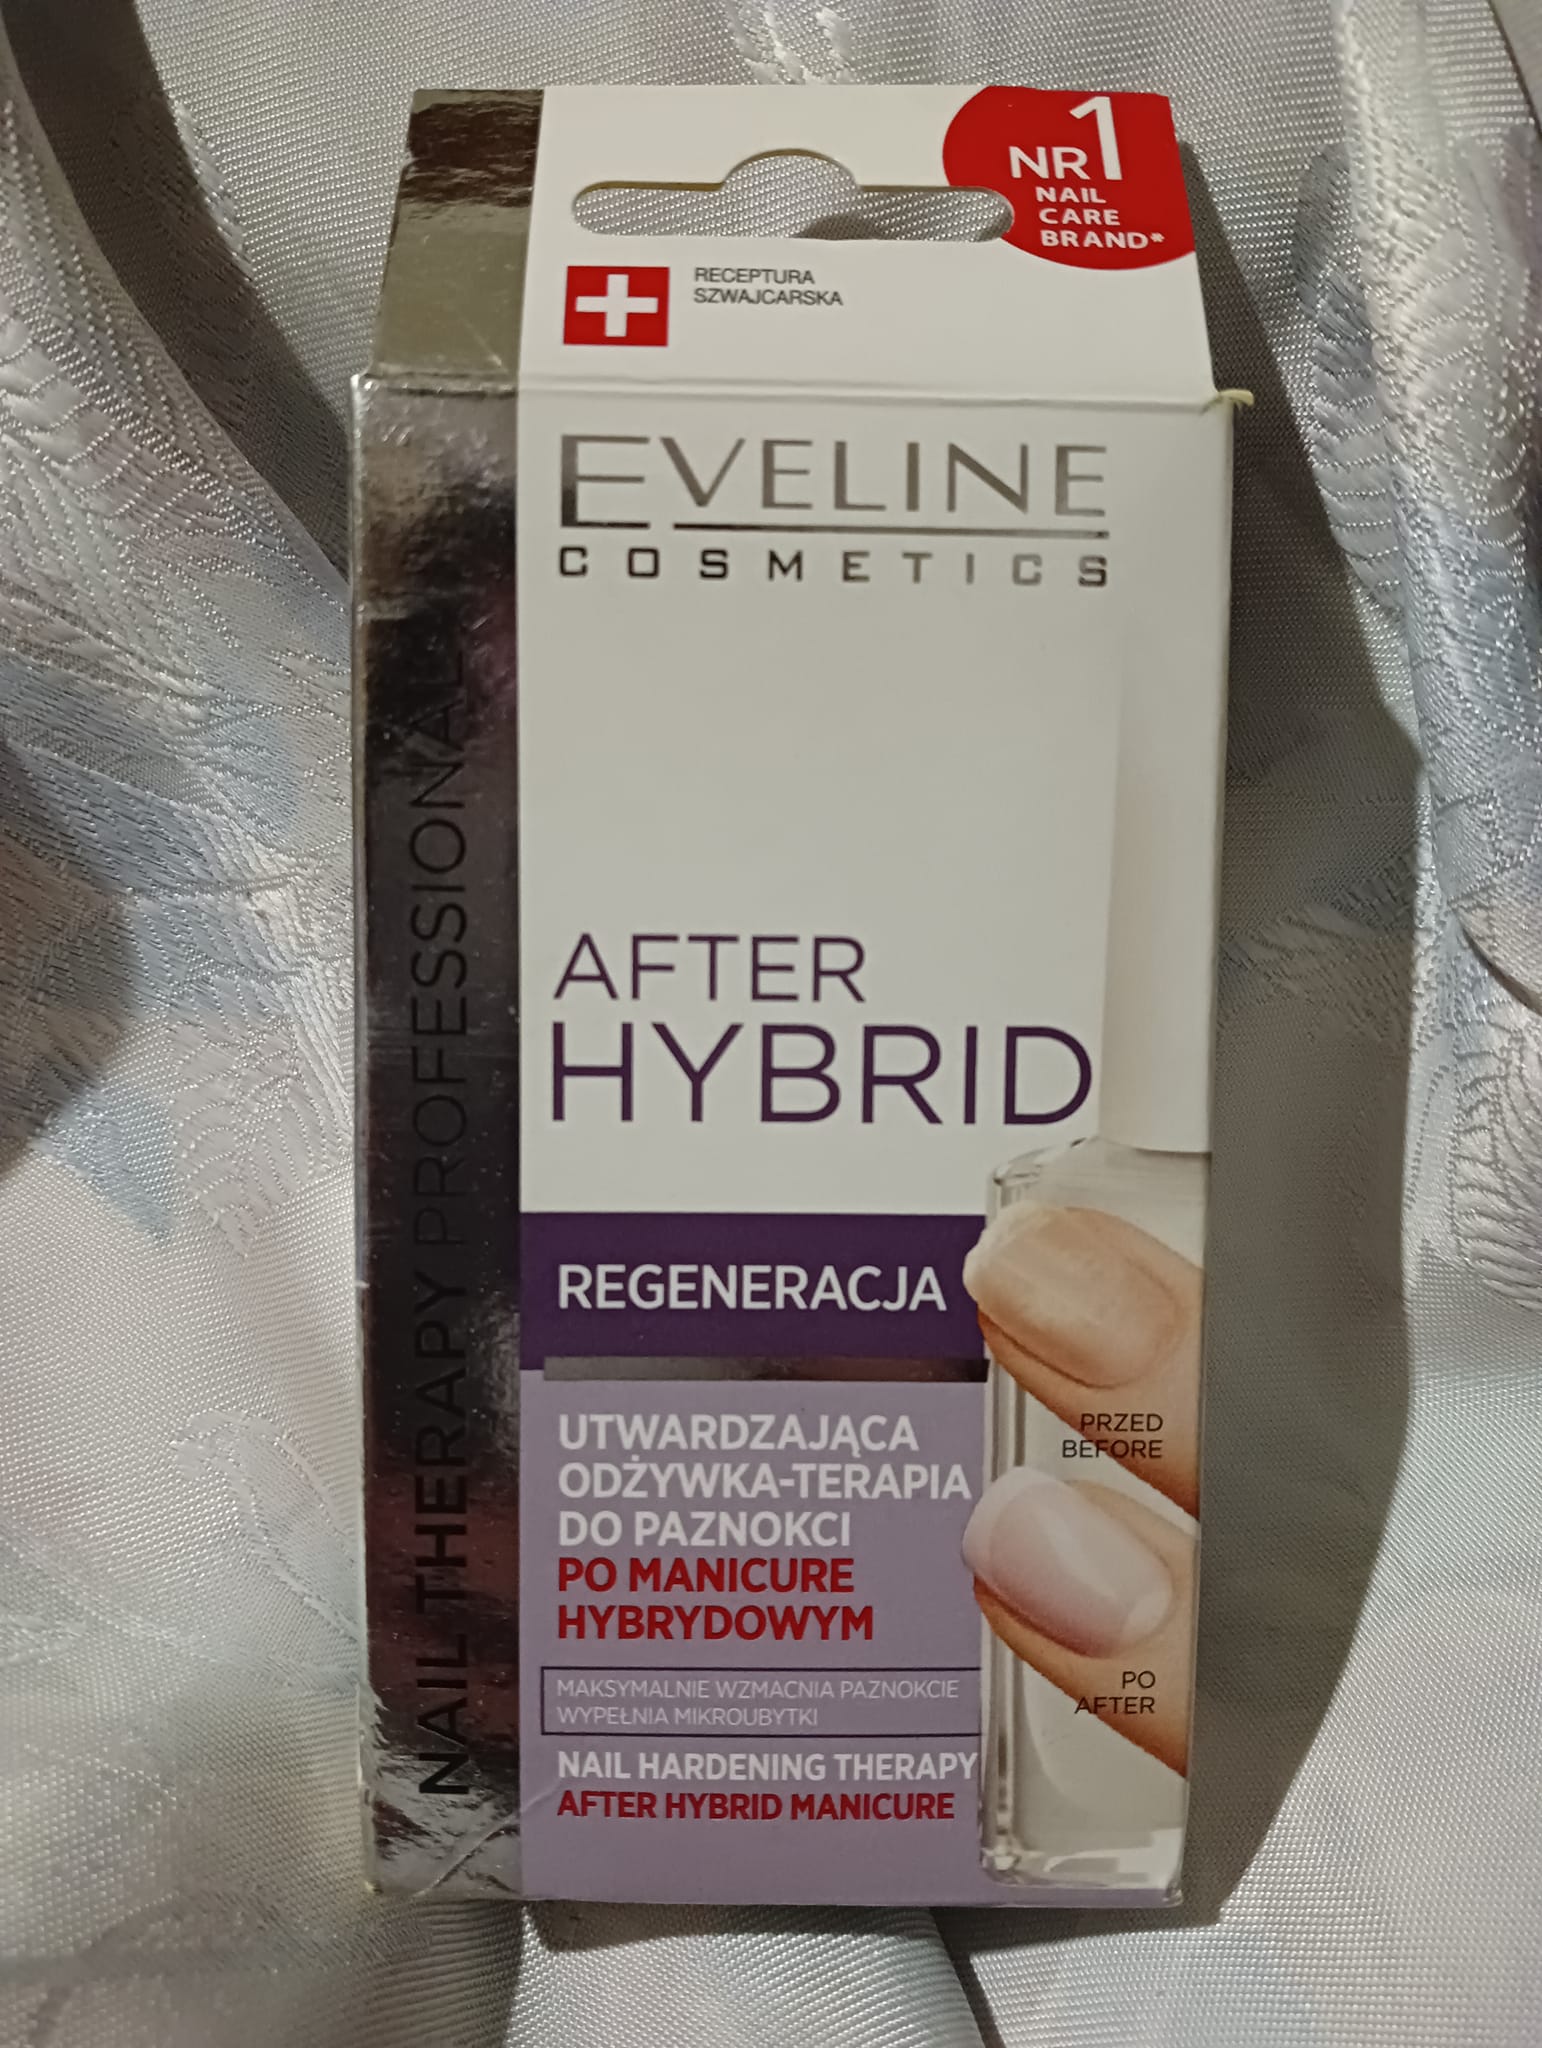 NR 1
NAIL
CARE
BRAND*
RECEPTURA
SZWAJCARSKA
EVELINE
COSMETICS
NAIL THERAPY PROFESSIONAL
AFTER
HYBRID
REGENERACJA
UTWARDZAJĄCA
ODŻYWKA-TERAPIA
DO PAZNOKCI
PO MANICURE
HYBRYDOWYM
MAKSYMALNIE WZMACNIA PAZNOKCIE
WYPEŁNIA MIKROUBYTKI
NAIL HARDENING THERAPY
AFTER HYBRID MANICURE
PRZED
BEFORE
PO
AFTER